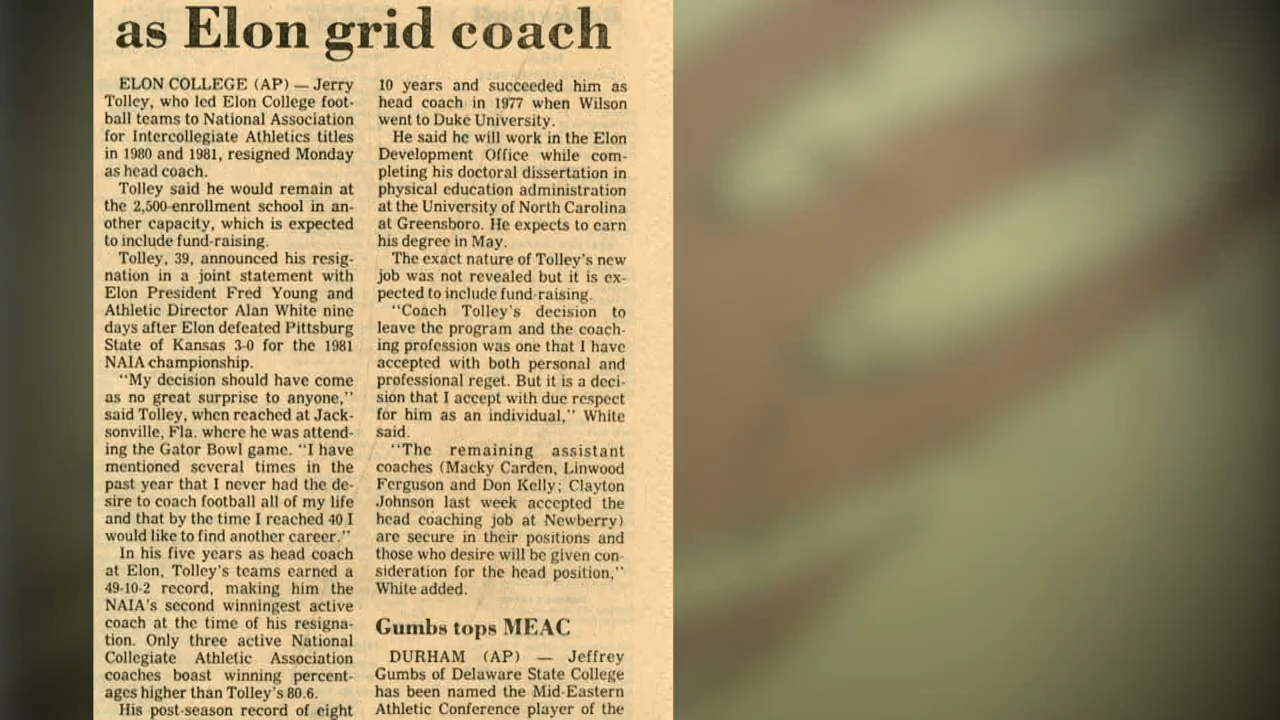 as Elon grid coach
ELON COLLEGE (AP) — Jerry
Tolley, who led Elon College foot-
ball teams to National Association
for Intercollegiate Athletics titles
in 1980 and 1981, resigned Monday
as head coach.
Tolley said he would remain at
the 2,500-enrollment school in an-
other capacity, which is expected
to include fund-raising.
Tolley, 39, announced his resig-
nation in a joint statement with
Elon President Fred Young and
Athletic Director Alan White nine
days after Elon defeated Pittsburg
State of Kansas 3-0 for the 1981
NAIA championship.
"My decision should have come
as no great surprise to anyone,"
said Tolley, when reached at Jack-
sonville, Fla. where he was attend-
ing the Gator Bowl game. "I have
mentioned several times in the
past year that I never had the de-
sire to coach football all of my life
and that by the time I reached 40 I
would like to find another career."
In his five years as head coach
at Elon, Tolley's teams earned a
49-10-2 record, making him the
NAIA's second winningest active
coach at the time of his resigna-
tion. Only three active National
Collegiate Athletic Association
coaches boast winning percent-
ages higher than Tolley's 80.6.
His post-season record of eight
10 years and succeeded him as
head coach in 1977 when Wilson
went to Duke University.
He said he will work in the Elon
Development Office while com-
pleting his doctoral dissertation in
physical education administration
at the University of North Carolina
at Greensboro. He expects to earn
his degree in May.
The exact nature of Tolley's new
job was not revealed but it is ex-
pected to include fund-raising.
"Coach Tolley's decision to
leave the program and the coach-
ing profession was one that I have
accepted with both personal and
professional reget. But it is a deci-
sion that I accept with due respect
for him as an individual," White
said.
"The remaining assistant
coaches (Macky Carden, Linwood
Ferguson and Don Kelly; Clayton
Johnson last week accepted the
head coaching job at Newberry)
are secure in their positions and
those who desire will be given con-
sideration for the head position,"
White added.
Gumbs tops MEAC
DURHAM (AP) — Jeffrey
Gumbs of Delaware State College
has been named the Mid-Eastern
Athletic Conference player of the